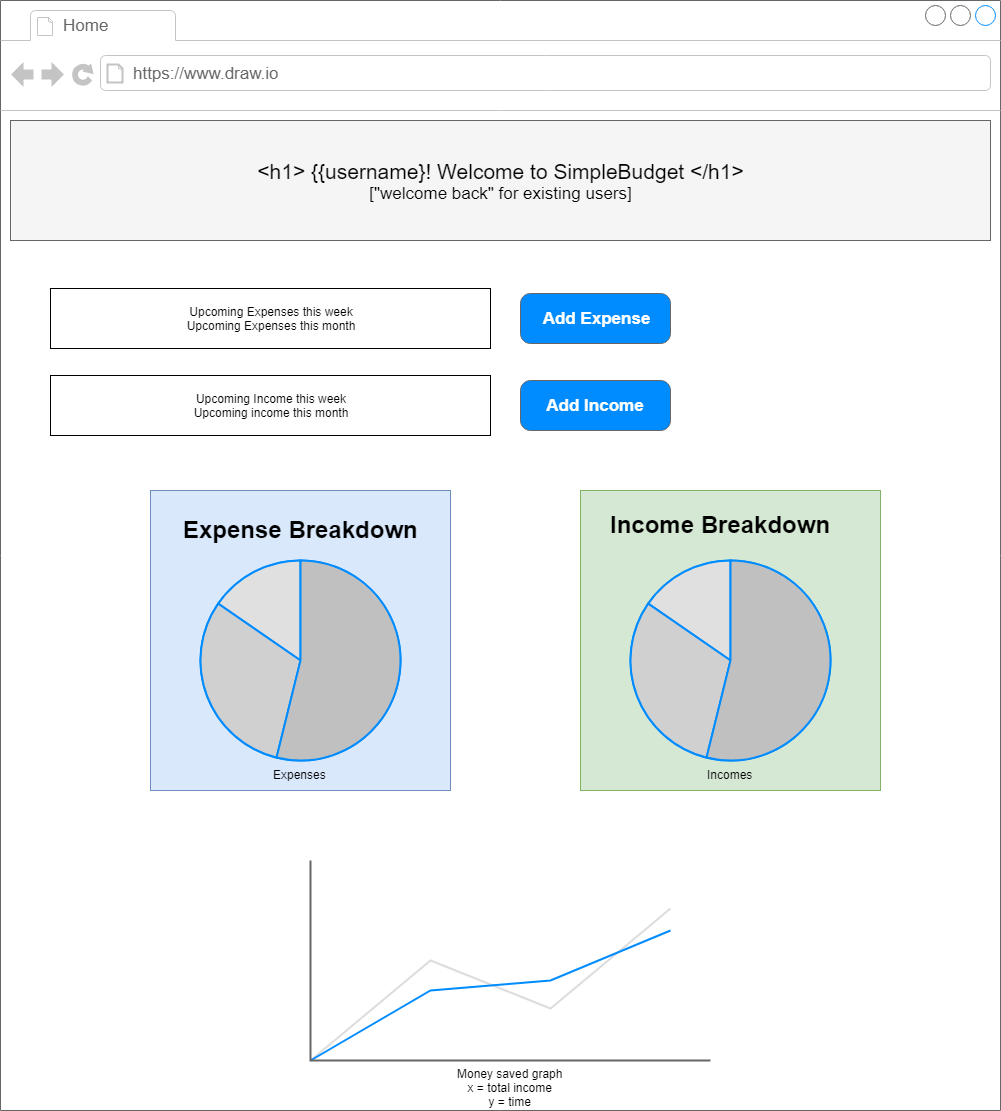 Home
https://www.draw.io
<h1> {{username}! Welcome to SimpleBudget </h1>
["welcome back" for existing users]
Upcoming Expenses this week
Upcoming Expenses this month
Add Expense
Upcoming Income this week
Upcoming income this month
Add Income
Expense Breakdown
Expenses
Income Breakdown
Incomes
Money saved graph
x = total income
y = time